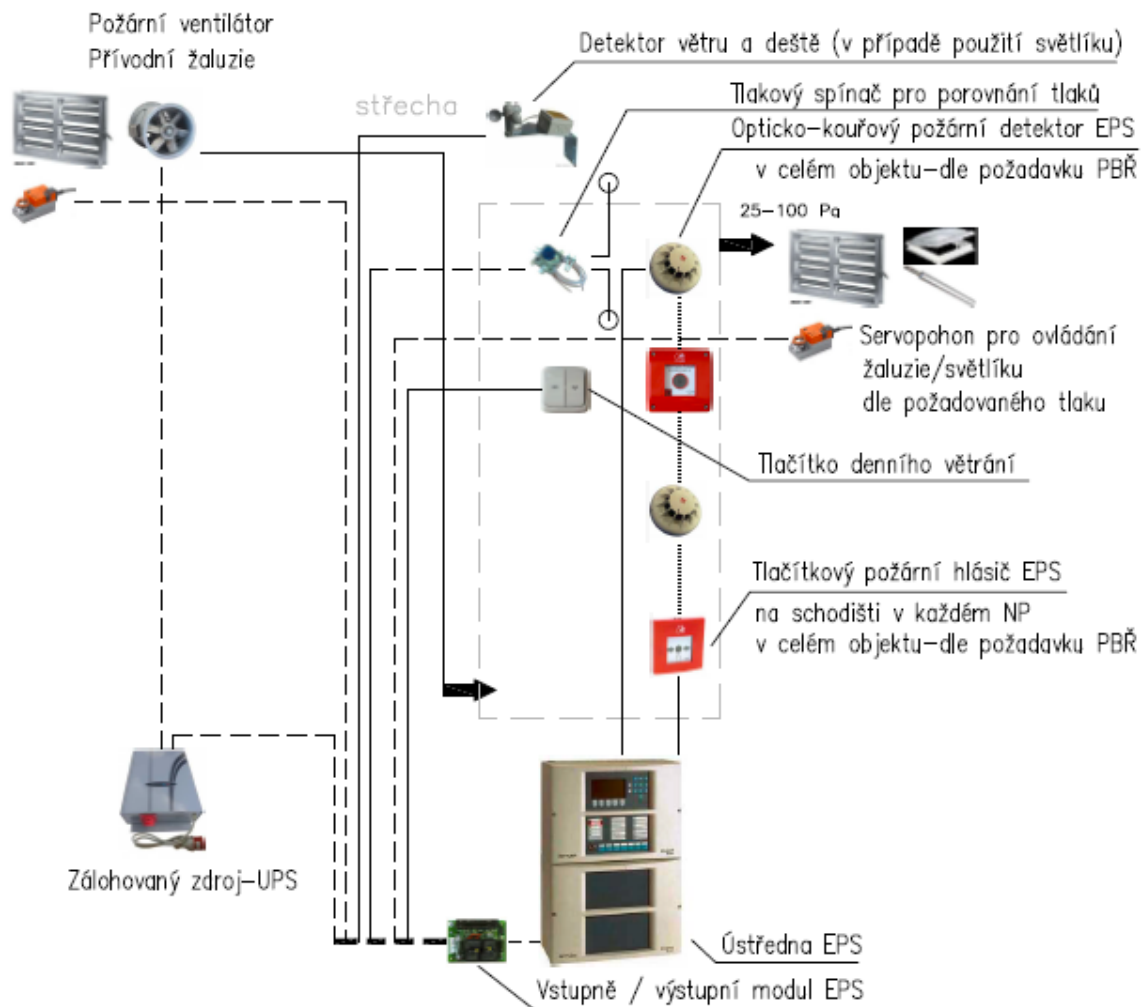 Požární ventilátor
Přívodní žaluzie
střecha
Detektor větru a deště (v případě použití světlíku)
Tlakový spínač pro porovnání tlaků
Opticko-kouřový požární detektor EPS
v celém objektu-dle požadavku PBŘ
25-100 Pa
Servopohon pro ovládání
žaluzie/světlíku
dle požadovaného tlaku
Tlačítko denního větrání
Tlačítkový požární hlásič EPS
na schodišti v každém NP
v celém objektu-dle požadavku PBŘ
Zálohovaný zdroj-UPS
Ústředna EPS
Vstupně / výstupní modul EPS